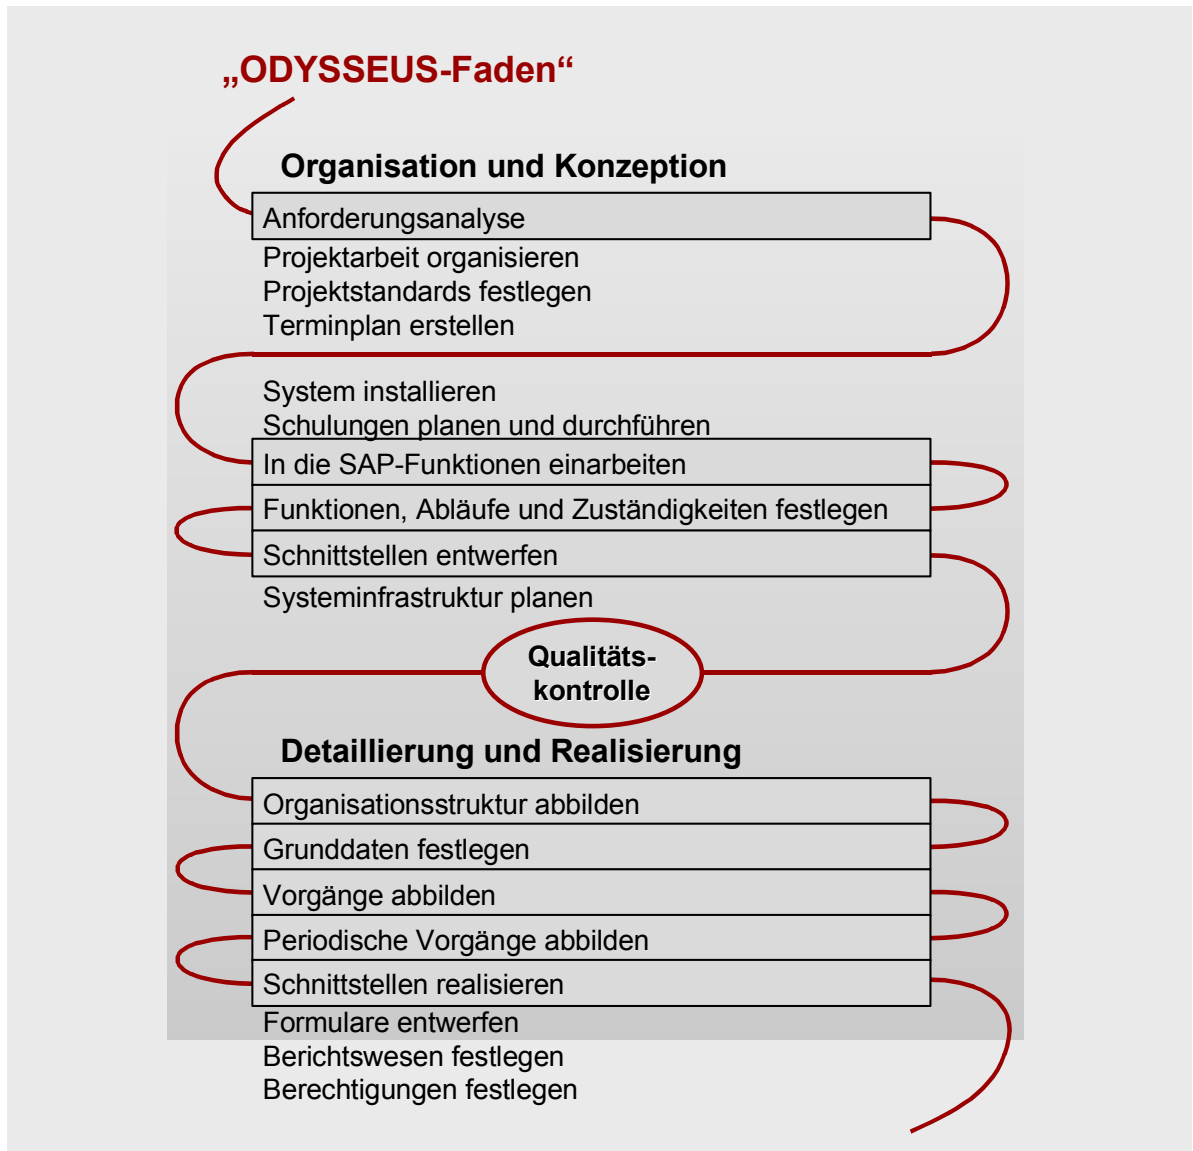 „ODYSSEUS-Faden“
Organisation und Konzeption
Anforderungsanalyse
Projektarbeit organisieren
Projektstandards festlegen
Terminplan erstellen
System installieren
Schulungen planen und durchführen
In die SAP-Funktionen einarbeiten
Funktionen, Abläufe und Zuständigkeiten festlegen
Schnittstellen entwerfen
Systeminfrastruktur planen
Qualitäts-
kontrolle
Detaillierung und Realisierung
Organisationsstruktur abbilden
Grunddaten festlegen
Vorgänge abbilden
Periodische Vorgänge abbilden
Schnittstellen realisieren
Formulare entwerfen
Berichtswesen festlegen
Berechtigungen festlegen